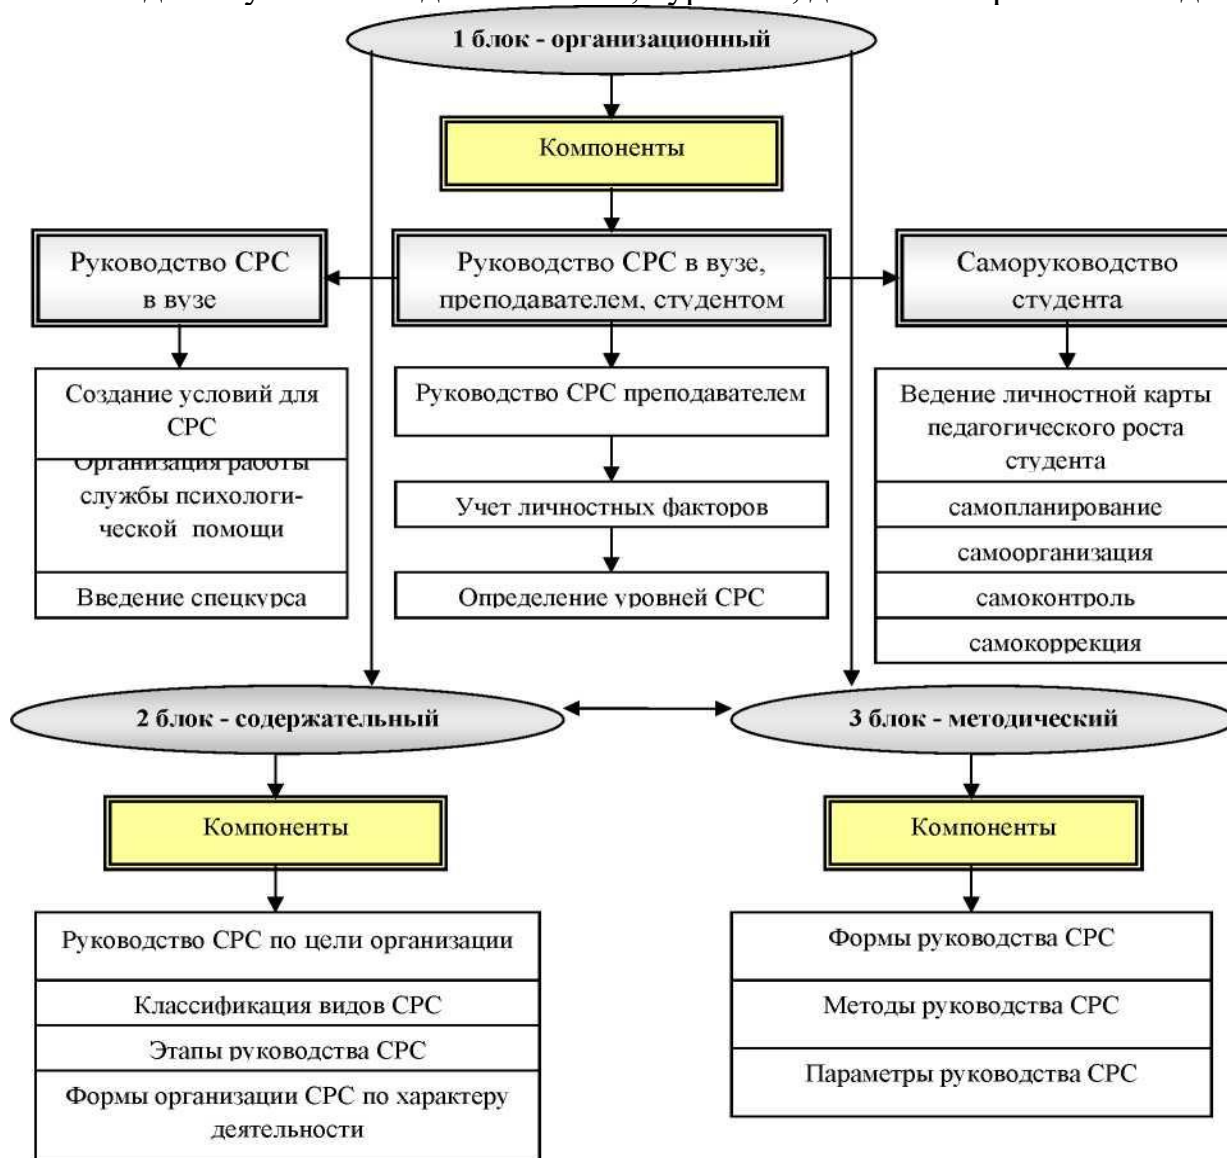 1 блок - организационный
Компоненты
Руководство СРС
в вузе
Руководство СРС в вузе,
преподавателем, студентом
Саморуководство
студента
Создание условий для
СРС
Организация работы
службы психологи-
ческой помощи
Введение спецкурса
Руководство СРС преподавателем
Учет личностных факторов
Определение уровней СРС
Ведение личностной карты
педагогического роста
студента
самопланирование
самоорганизация
самоконтроль
самокоррекция
2 блок - содержательный
3 блок - методический
Компоненты
Компоненты
Руководство СРС по цели организации
Классификация видов СРС
Этапы руководства СРС
Формы организации СРС по характеру
деятельности
Формы руководства СРС
Методы руководства СРС
Параметры руководства СРС